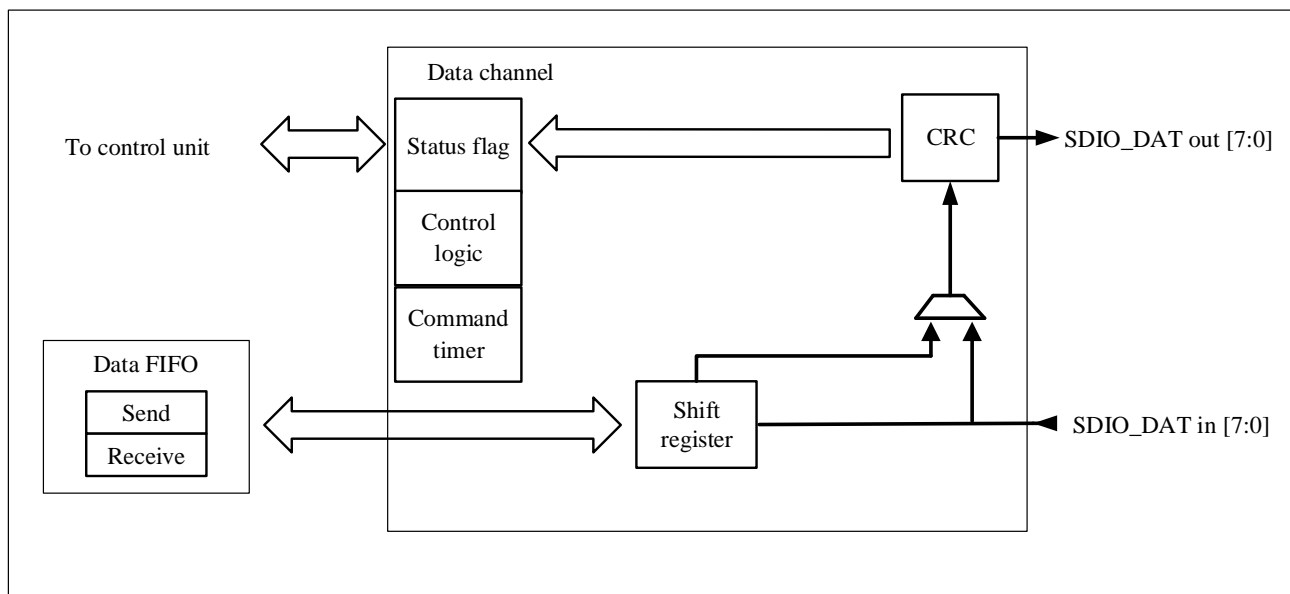 Data channel
To control unit
Status flag
CRC
SDIO_DAT out [7:0]
Control
logic
Command
timer
Data FIFO
Send
Receive
Shift
register
SDIO_DAT in [7:0]